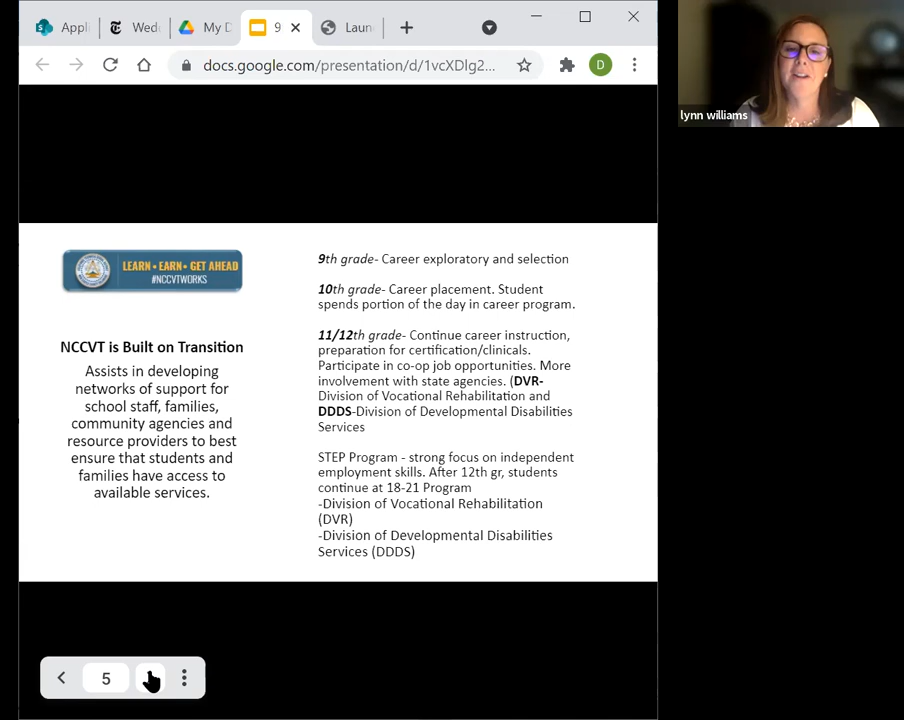 Appli
Wed
My D
9
Laun
docs.google.com/presentation/d/1vcXDlg2...
D
lynn williams
LEARN • EARN • GET AHEAD
#NCCVTWORKS
NCCVT is Built on Transition
Assists in developing
networks of support for
school staff, families,
community agencies and
resource providers to best
ensure that students and
families have access to
available services.
9th grade- Career exploratory and selection
10th grade- Career placement. Student
spends portion of the day in career program.
11/12th grade- Continue career instruction,
preparation for certification/clinicals.
Participate in co-op job opportunities. More
involvement with state agencies. (DVR-
Division of Vocational Rehabilitation and
DDDS-Division of Developmental Disabilities
Services
STEP Program - strong focus on independent
employment skills. After 12th gr, students
continue at 18-21 Program
-Division of Vocational Rehabilitation
(DVR)
-Division of Developmental Disabilities
Services (DDDS)
5